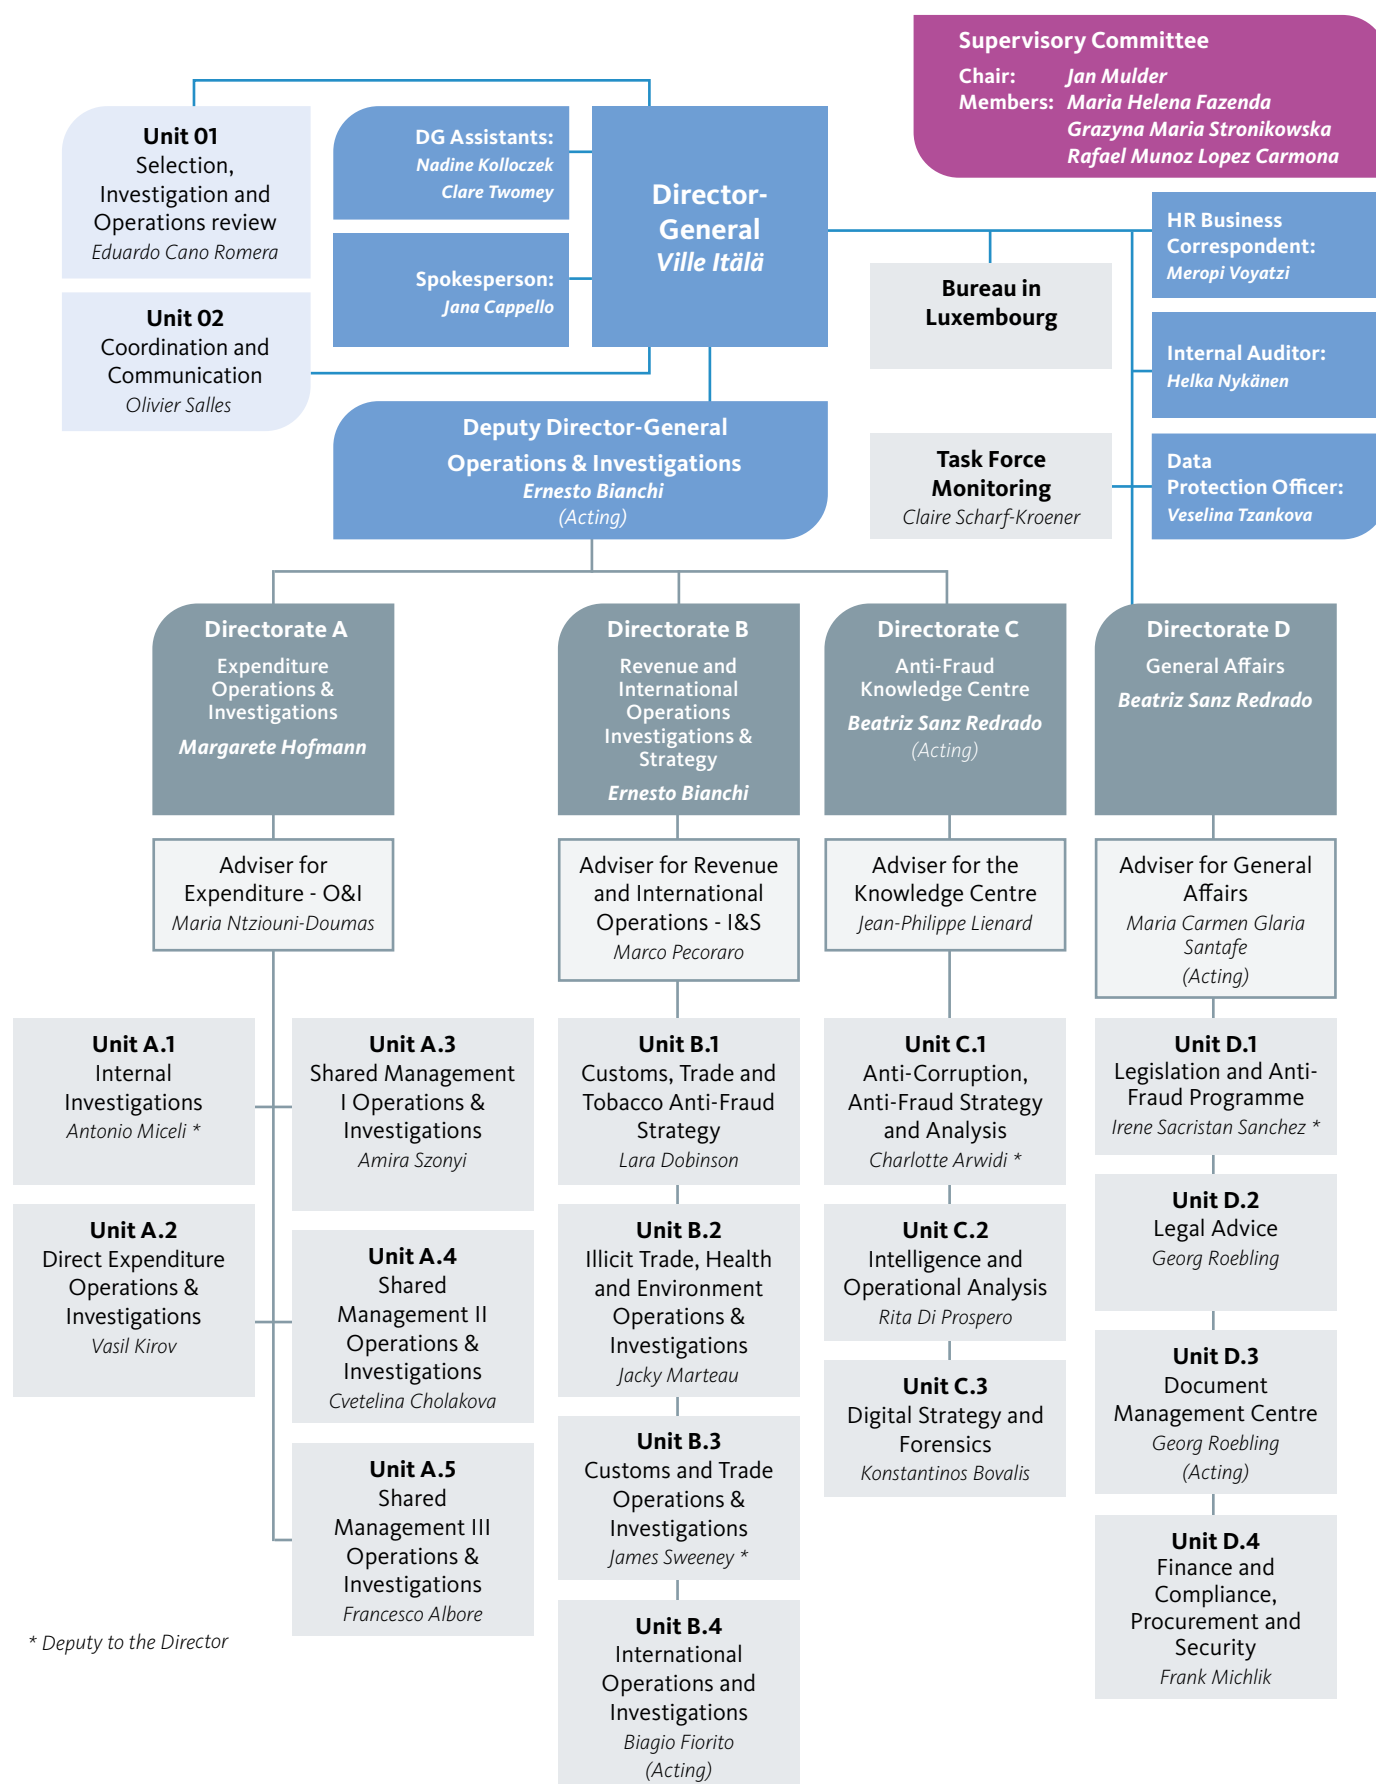 Supervisory Committee
Chair: Jan Mulder
Members: Maria Helena Fazenda
Grazyna Maria Stronikowska
Rafael Munoz Lopez Carmona
Unit 01
Selection,
Investigation and
Operations review
Eduardo Cano Romera
Unit 02
Coordination and
Communication
Olivier Salles
DG Assistants:
Nadine Kolloczek
Clare Twomey
Spokesperson:
Jana Cappello
Director-
General
Ville Itälä
Bureau in
Luxembourg
HR Business
Correspondent:
Meropi Voyatzi
Internal Auditor:
Helka Nykänen
Task Force
Monitoring
Claire Scharf-Kroener
Data
Protection Officer:
Veselina Tzankova
Deputy Director-General
Operations & Investigations
Ernesto Bianchi
(Acting)
Directorate A
Expenditure
Operations &
Investigations
Margarete Hofmann
Adviser for
Expenditure - O&I
Maria Ntziouni-Doumas
Unit A.1
Internal
Investigations
Antonio Miceli *
Unit A.2
Direct Expenditure
Operations &
Investigations
Vasil Kirov
Unit A.3
Shared Management
I Operations &
Investigations
Amira Szonyi
Unit A.4
Shared
Management II
Operations &
Investigations
Cvetelina Cholakova
Unit A.5
Shared
Management III
Operations &
Investigations
Francesco Albore
Directorate B
Revenue and
International
Operations
Investigations &
Strategy
Ernesto Bianchi
Adviser for Revenue
and International
Operations - I&S
Marco Pecoraro
Unit B.1
Customs, Trade and
Tobacco Anti-Fraud
Strategy
Lara Dobinson
Unit B.2
Illicit Trade, Health
and Environment
Operations &
Investigations
Jacky Marteau
Unit B.3
Customs and Trade
Operations &
Investigations
James Sweeney *
Unit B.4
International
Operations and
Investigations
Biagio Fiorito
(Acting)
Directorate C
Anti-Fraud
Knowledge Centre
Beatriz Sanz Redrado
(Acting)
Adviser for the
Knowledge Centre
Jean-Philippe Lienard
Unit C.1
Anti-Corruption,
Anti-Fraud Strategy
and Analysis
Charlotte Arwidi *
Unit C.2
Intelligence and
Operational Analysis
Rita Di Prospero
Unit C.3
Digital Strategy and
Forensics
Konstantinos Bovalis
Directorate D
General Affairs
Beatriz Sanz Redrado
Adviser for General
Affairs
Maria Carmen Glaria
Santafe
(Acting)
Unit D.1
Legislation and Anti-
Fraud Programme
Irene Sacristan Sanchez *
Unit D.2
Legal Advice
Georg Roebling
Unit D.3
Document
Management Centre
Georg Roebling
(Acting)
Unit D.4
Finance and
Compliance,
Procurement and
Security
Frank Michlik
* Deputy to the Director